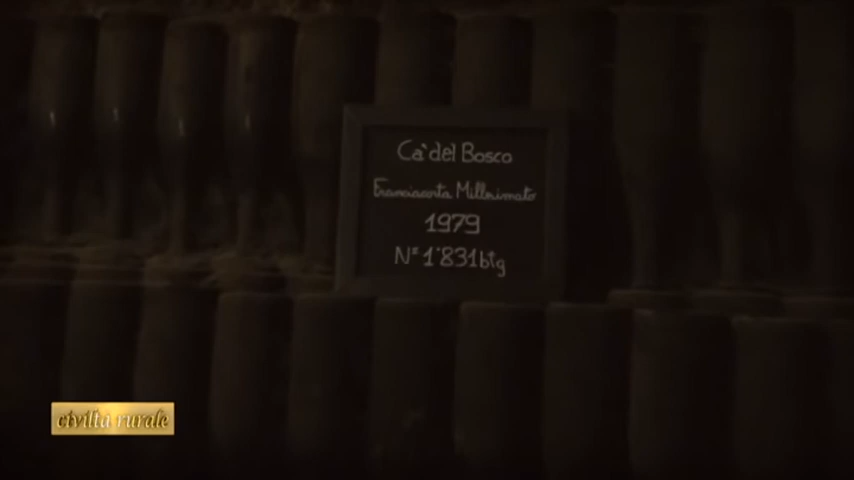 Ca' del Bosco
Franciacorta Millesimato
1979
N° 1'831 btg
civiltà rurale